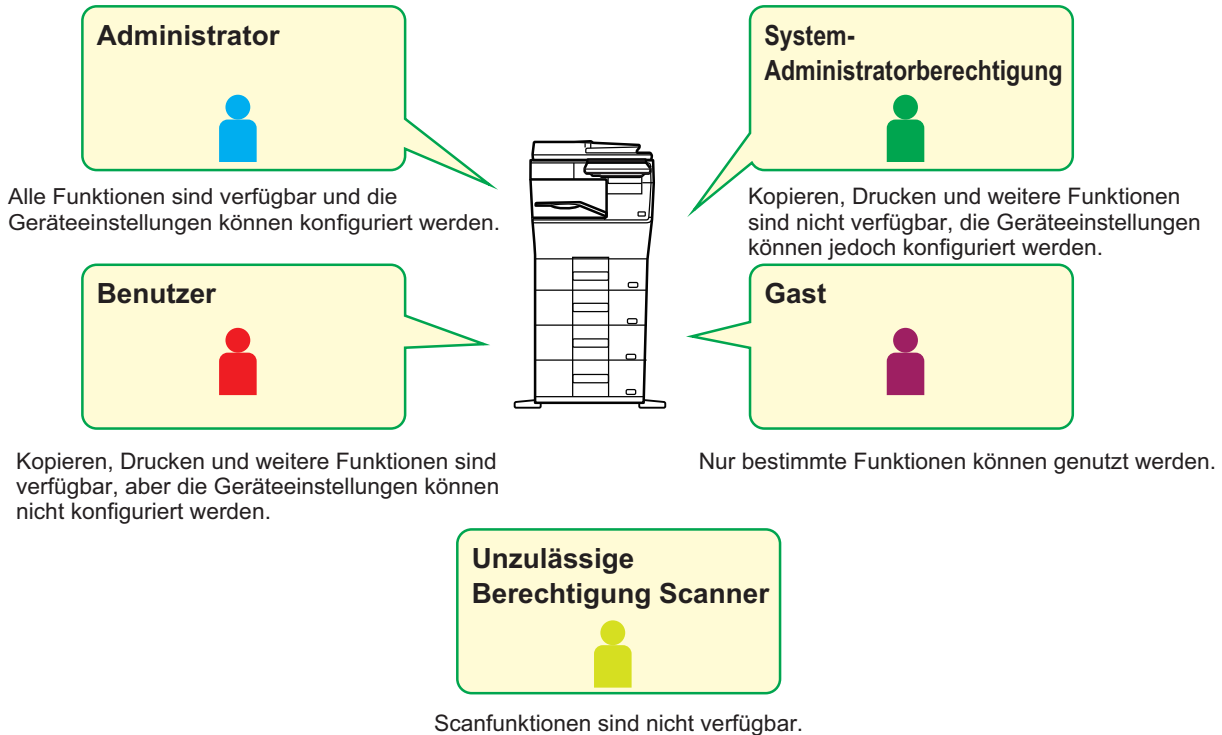 Administrator
Alle Funktionen sind verfügbar und die
Geräteeinstellungen können konfiguriert werden.
System-
Administratorberechtigung
Kopieren, Drucken und weitere Funktionen
sind nicht verfügbar, die Geräteeinstellungen
können jedoch konfiguriert werden.
Benutzer
Kopieren, Drucken und weitere Funktionen sind
verfügbar, aber die Geräteeinstellungen können
nicht konfiguriert werden.
Gast
Nur bestimmte Funktionen können genutzt werden.
Unzulässige
Berechtigung Scanner
Scanfunktionen sind nicht verfügbar.